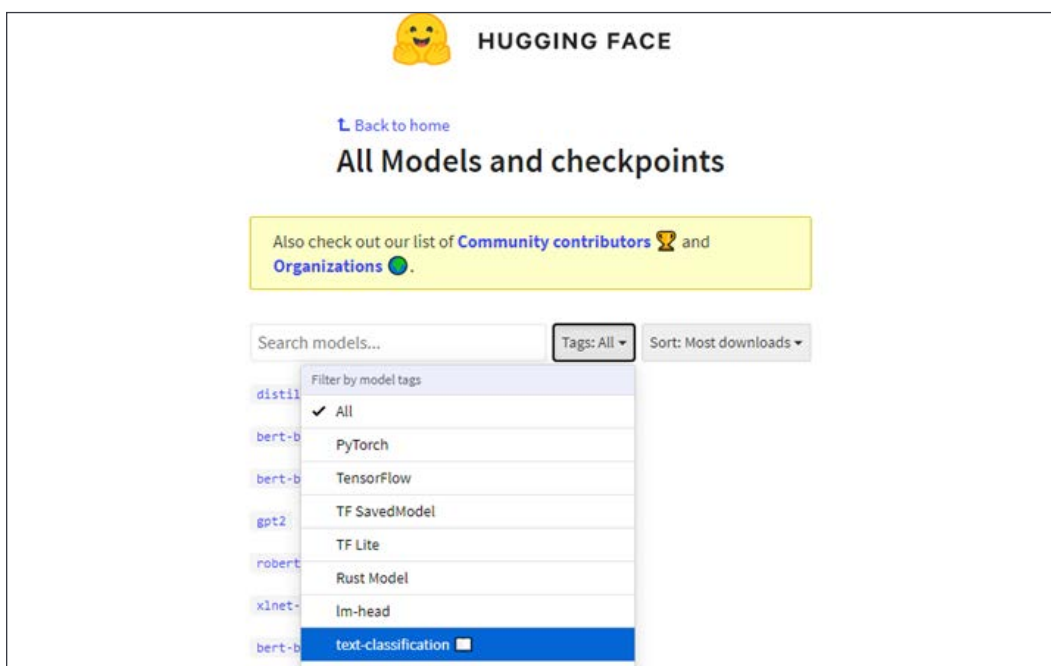 HUGGING FACE
Back to home
All Models and checkpoints
Also check out our list of Community contributors 🏆 and
Organizations 🌍.
Search models...
Tags: All
Sort: Most downloads
Filter by model tags
distil
✓ All
bert-b
PyTorch
bert-b
TensorFlow
TF SavedModel
gpt2
TF Lite
robert
Rust Model
xlnet-
lm-head
bert-b
text-classification